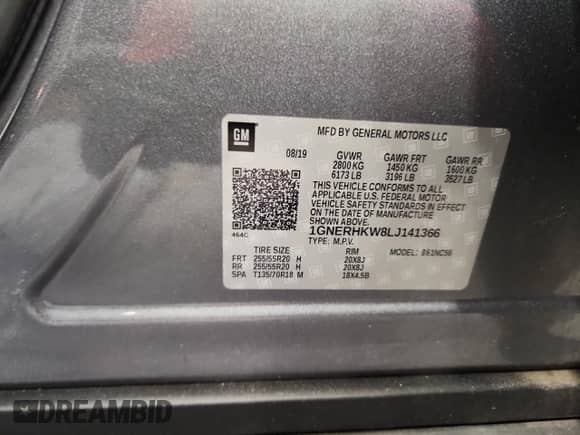 GM
MFD BY GENERAL MOTORS LLC
08/19 GVWR GAWR FRT GAWR RR
2800 KG 1450 KG 1600 KG
6173 LB 3196 LB 3527 LB
THIS VEHICLE CONFORMS TO ALL
APPLICABLE U.S. FEDERAL MOTOR
VEHICLE SAFETY STANDARDS IN EFFECT
ON THE DATE OF MANUFACTURE
SHOWN ABOVE.
464C 1GNERHKW8LJ141366
TYPE: M.P.V. MODEL:
TIRE SIZE RIM
FRT 255/55R20 H 20X8J
RR 255/55R20 H 20X8J
SPA T135/70R18 M 18X4.5B
DREAMBID